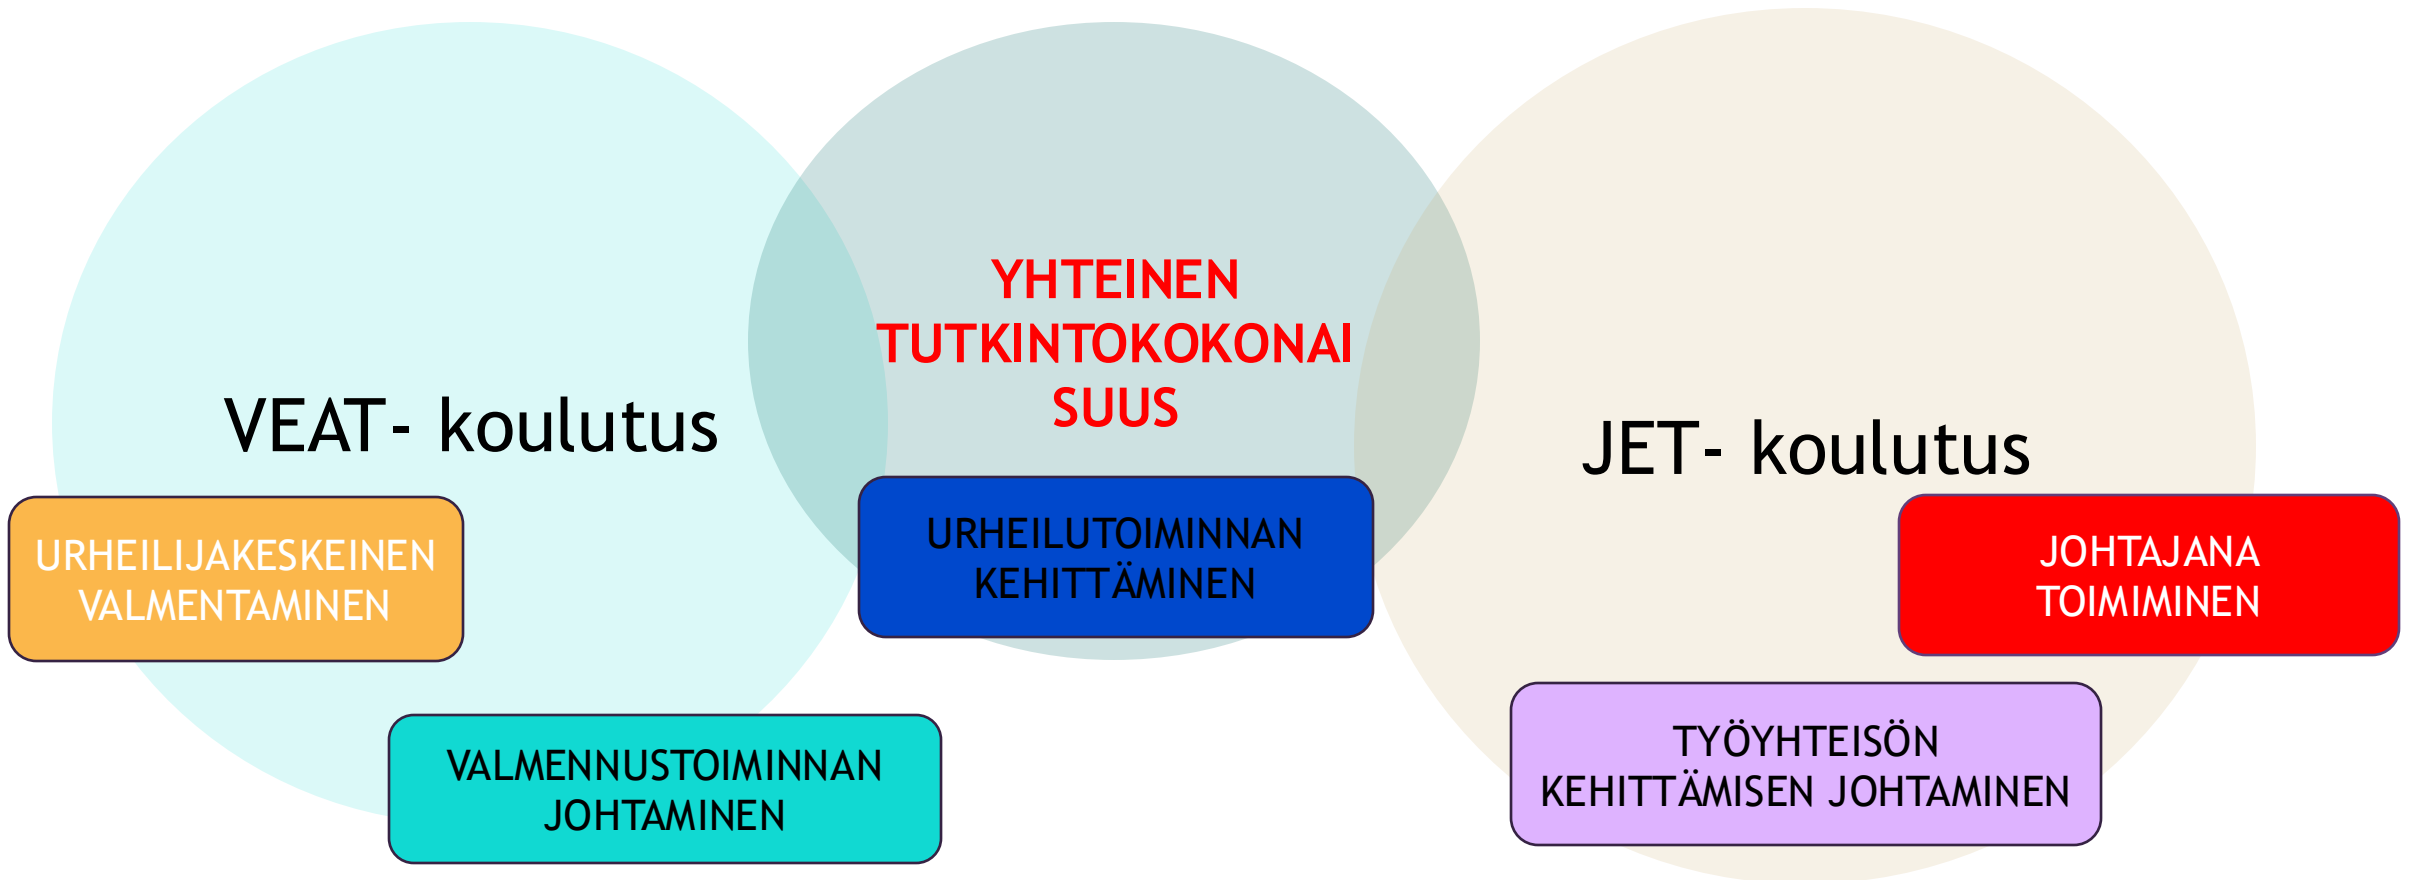 YHTEINEN
TUTKINTOKOKONAI
SUUS
VEAT- koulutus
JET- koulutus
URHEILIJAKESKEINEN
VALMENTAMINEN
URHEILUTOIMINNAN
KEHITTÄMINEN
JOHTAJANA
TOIMIMINEN
VALMENNUSTOIMINNAN
JOHTAMINEN
TYÖYHTEISÖN
KEHITTÄMISEN JOHTAMINEN